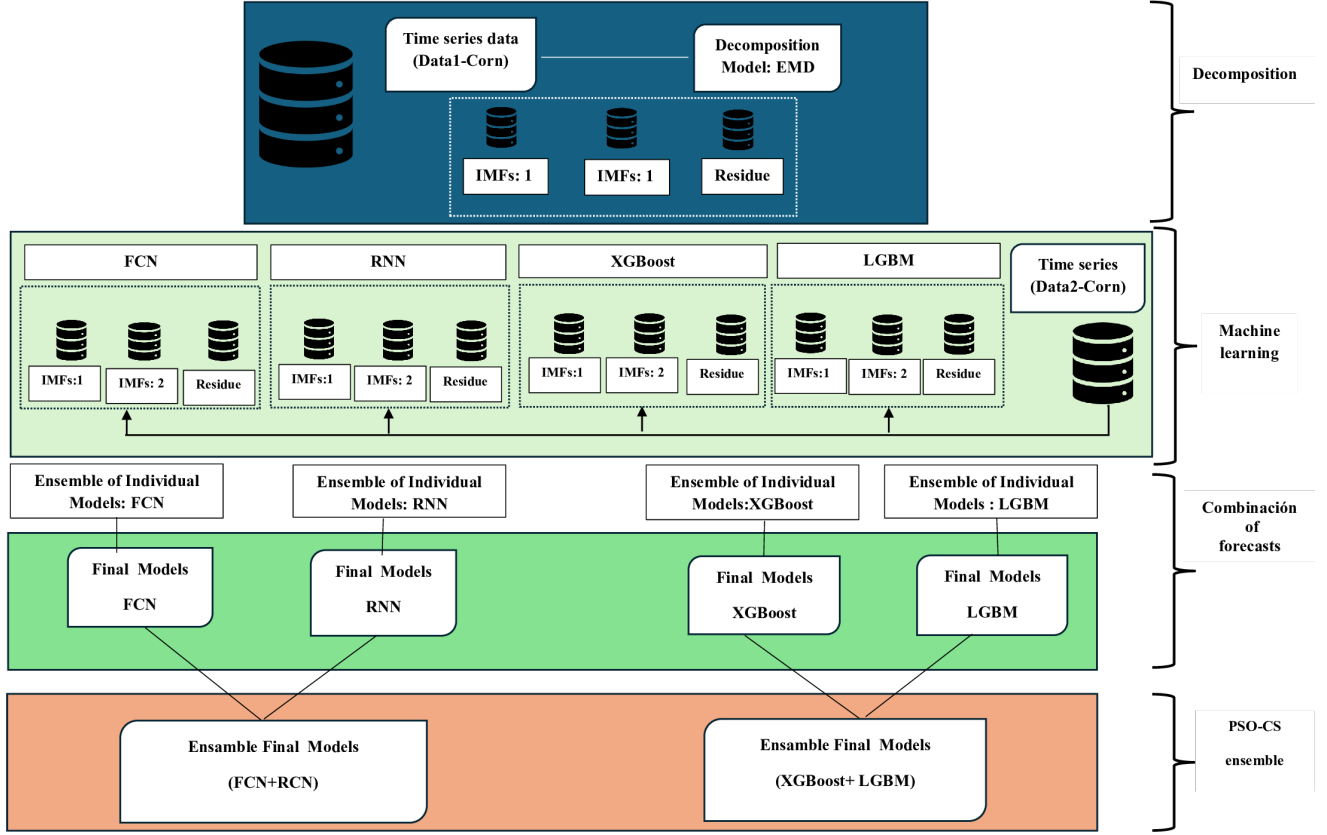 Time series data
(Data1-Corn)
Decomposition
Model: EMD
IMFs: 1
IMFs: 1
Residue
Decomposition
FCN
RNN
XGBoost
LGBM
Time series
(Data2-Corn)
IMFs:1
IMFs: 2
Residue
IMFs:1
IMFs: 2
Residue
IMFs:1
IMFs: 2
Residue
IMFs:1
IMFs: 2
Residue
Machine
learning
Ensemble of Individual
Models: FCN
Ensemble of Individual
Models: RNN
Ensemble of Individual
Models:XGBoost
Ensemble of Individual
Models : LGBM
Final Models
FCN
Final Models
RNN
Final Models
XGBoost
Final Models
LGBM
Combinación
of
forecasts
Ensamble Final Models
(FCN+RCN)
Ensamble Final Models
(XGBoost+ LGBM)
PSO-CS
ensemble